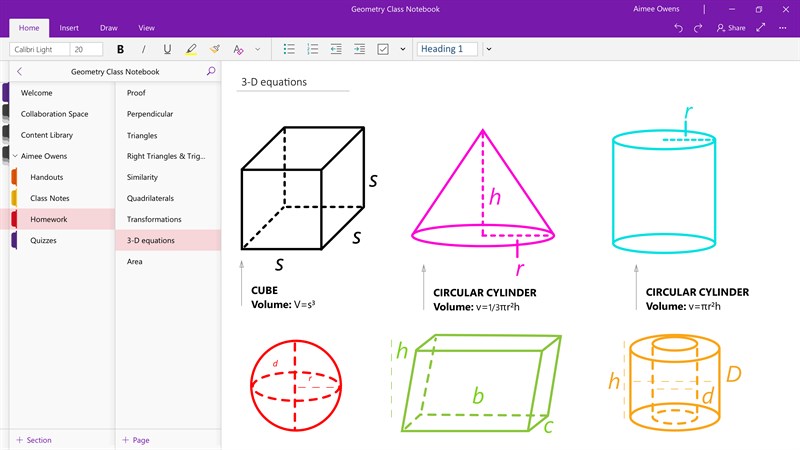 Geometry Class Notebook
Aimee Owens
Home Insert Draw View
Share
Calibri Light 20 B I U A Heading 1
Geometry Class Notebook
Welcome
Collaboration Space
Content Library
Aimee Owens
Handouts
Class Notes
Homework
Quizzes
+ Section
Proof
Perpendicular
Triangles
Right Triangles & Trig...
Similarity
Quadrilaterals
Transformations
3-D equations
Area
+ Page
3-D equations
S
S
S
CUBE
Volume: V=s³
h
r
CIRCULAR CYLINDER
Volume: v=1/3πr²h
r
CIRCULAR CYLINDER
Volume: v=πr²h
d
r
h
b
c
h
D
d